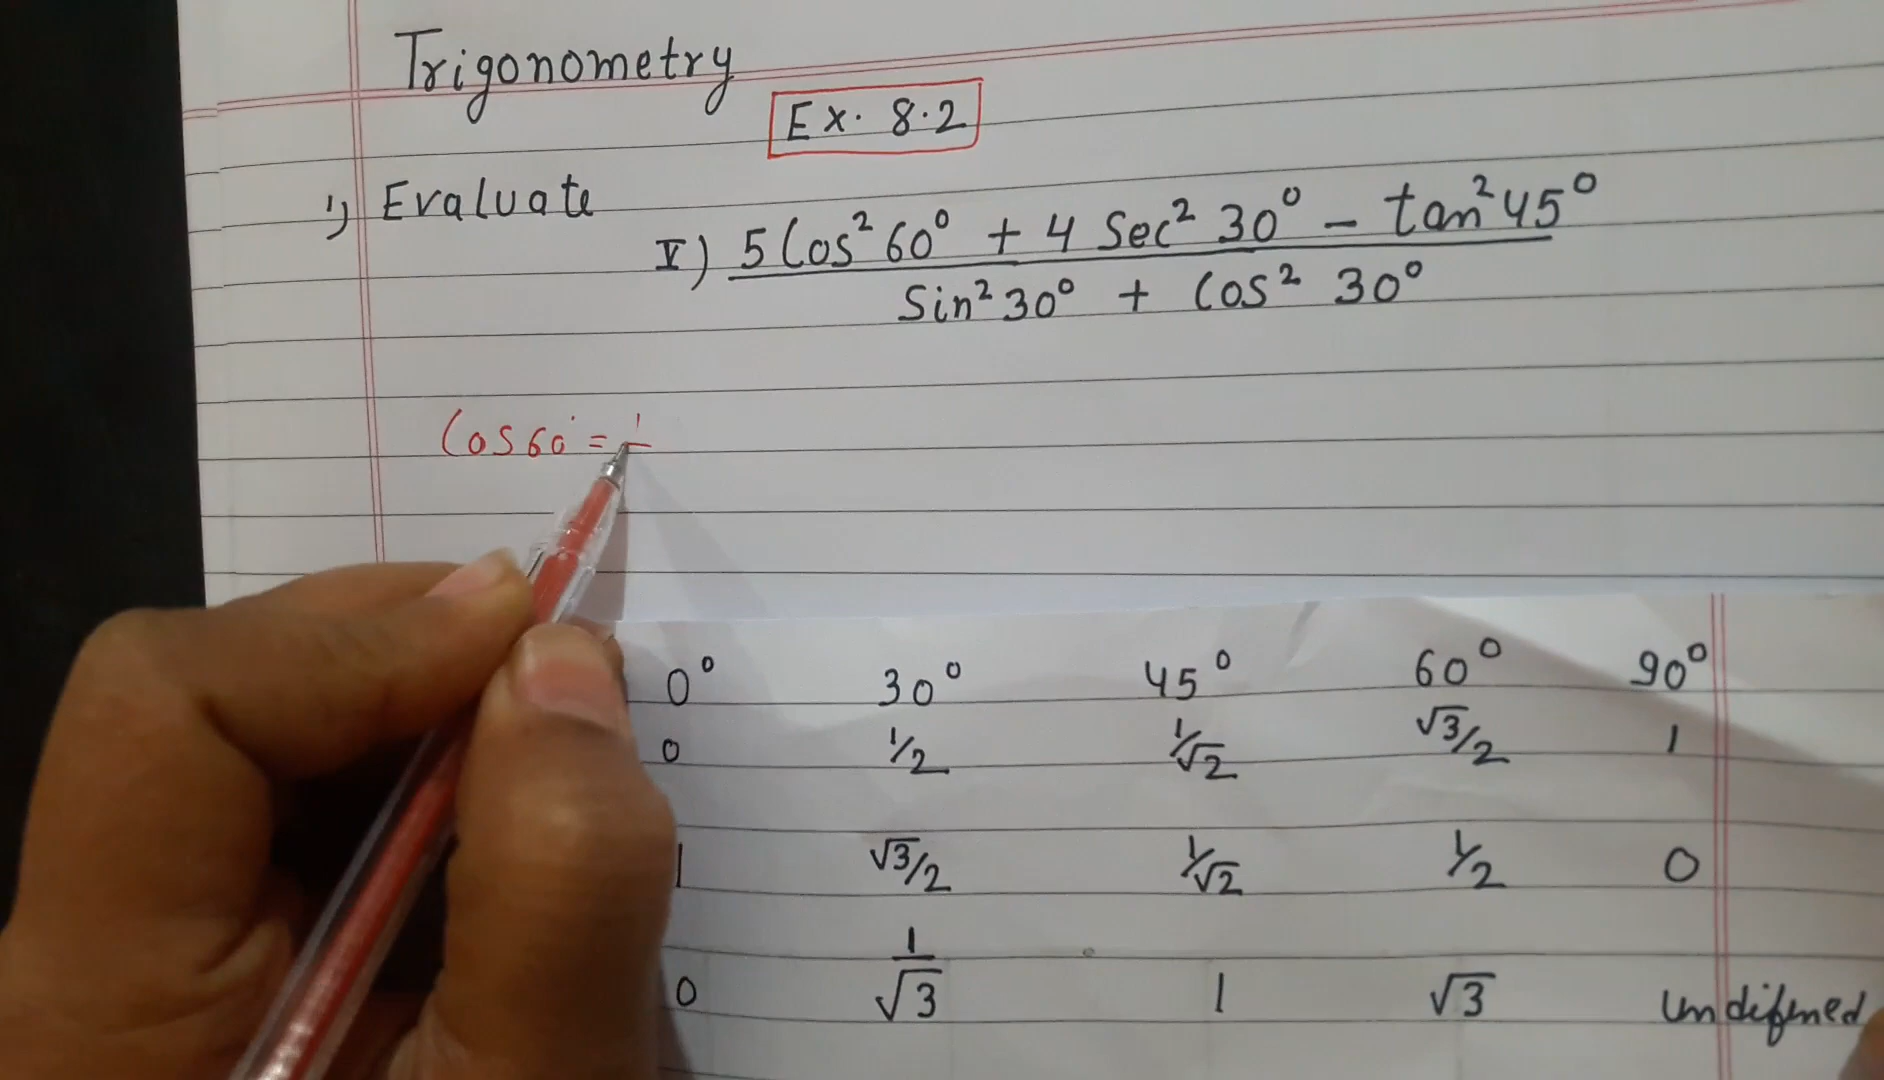 Trigonometry
Ex. 8.2
1) Evaluate
V) 5 Cos² 60° + 4 Sec² 30° - tan² 45°
Sin² 30° + Cos² 30°
Cos 60° = 1
0° 30° 45° 60° 90°
0 1/2 1/√2 √3/2 1
1 √3/2 1/√2 1/2 0
0 1/√3 1 √3 undifined